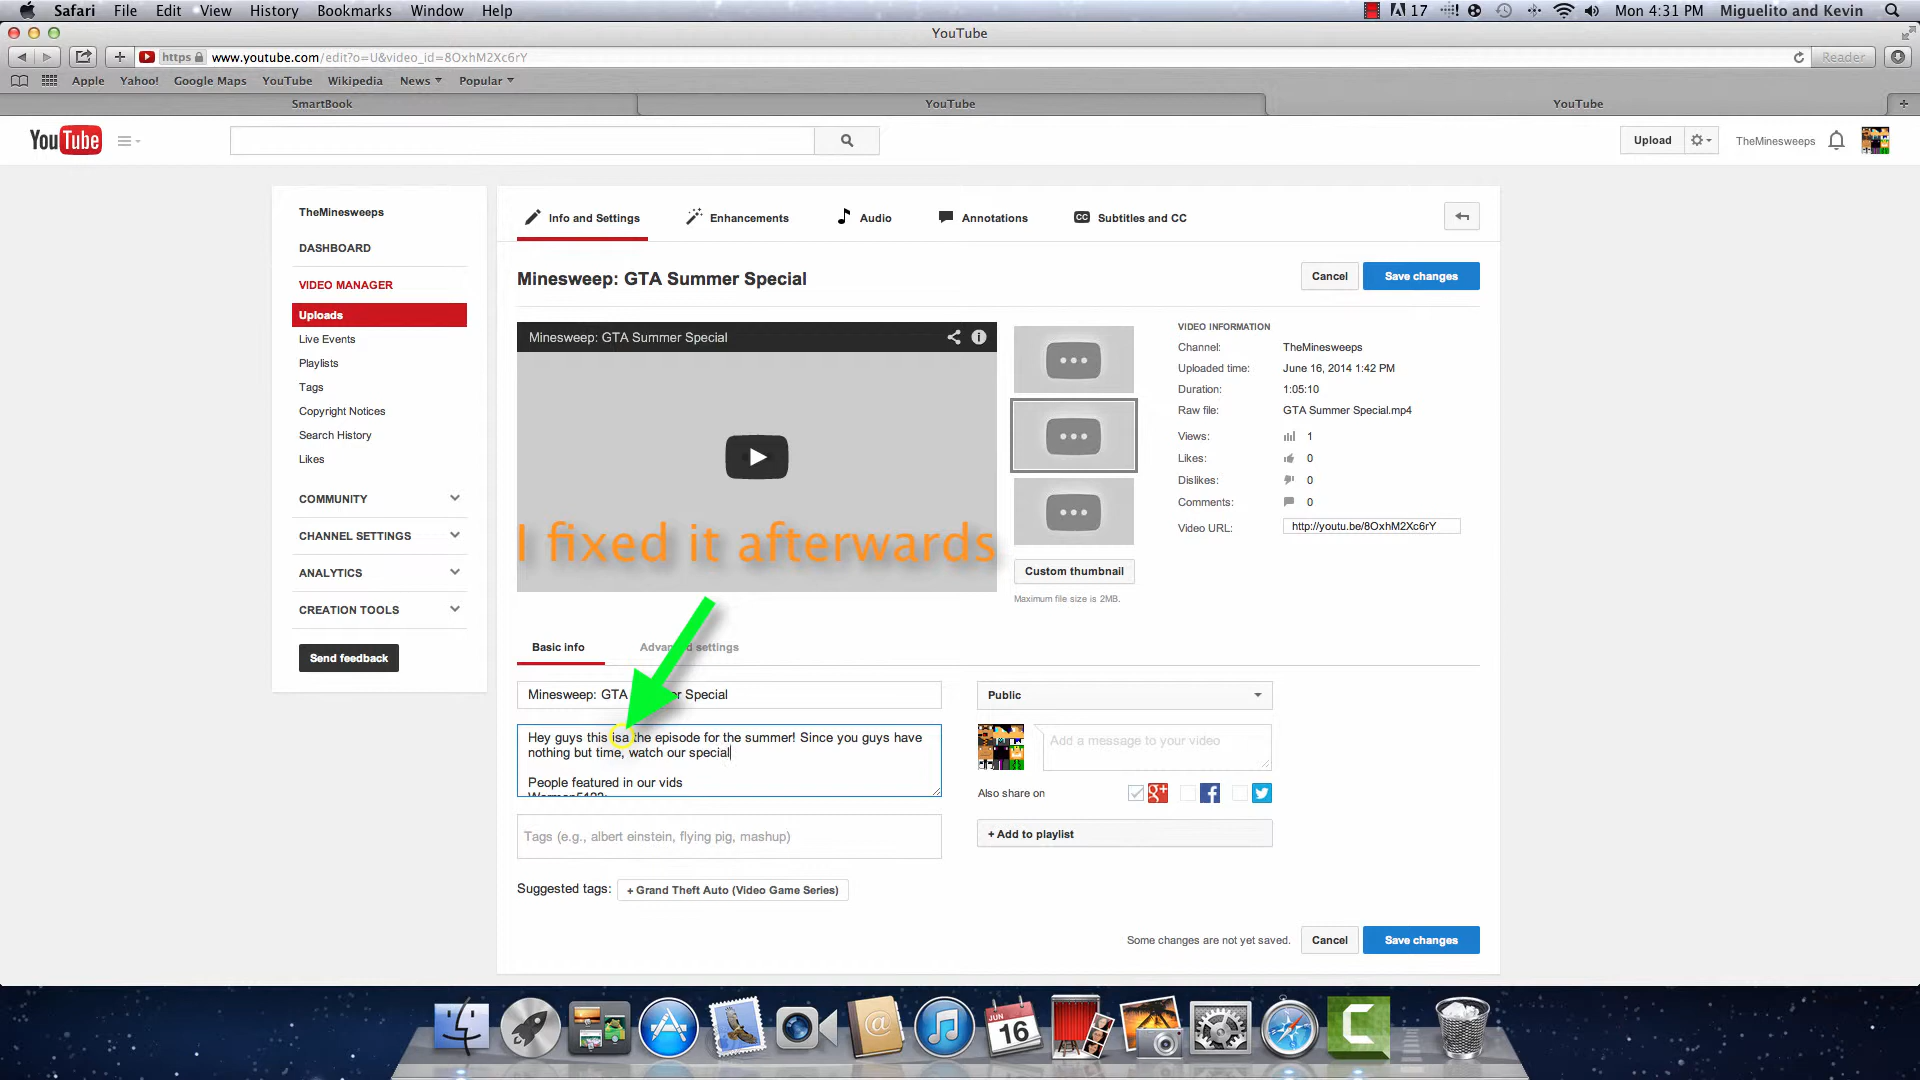 Safari File Edit View History Bookmarks Window Help
17
Mon 4:31 PM Miguelito and Kevin
YouTube
https www.youtube.com/edit?o=U&video_id=8OxhM2Xc6rY
Reader
Apple Yahoo! Google Maps YouTube Wikipedia News Popular
SmartBook
YouTube
YouTube
YouTube
Upload
TheMinesweeps
TheMinesweeps
DASHBOARD
VIDEO MANAGER
Uploads
Live Events
Playlists
Tags
Copyright Notices
Search History
Likes
COMMUNITY
CHANNEL SETTINGS
ANALYTICS
CREATION TOOLS
Send feedback
Info and Settings
Enhancements
Audio
Annotations
CC Subtitles and CC
Minesweep: GTA Summer Special
Cancel
Save changes
Minesweep: GTA Summer Special
I fixed it afterwards
Custom thumbnail
Maximum file size is 2MB.
VIDEO INFORMATION
Channel: TheMinesweeps
Uploaded time: June 16, 2014 1:42 PM
Duration: 1:05:10
Raw file: GTA Summer Special.mp4
Views: 1
Likes: 0
Dislikes: 0
Comments: 0
Video URL: http://youtu.be/8OxhM2Xc6rY
Basic info
settings
Minesweep: GTA Special
Hey guys this isa the episode for the summer! Since you guys have
nothing but time, watch our special
People featured in our vids
Tags (e.g., albert einstein, flying pig, mashup)
Suggested tags: + Grand Theft Auto (Video Game Series)
Public
Add a message to your video
Also share on
+ Add to playlist
Some changes are not yet saved.
Cancel
Save changes
JUN
16